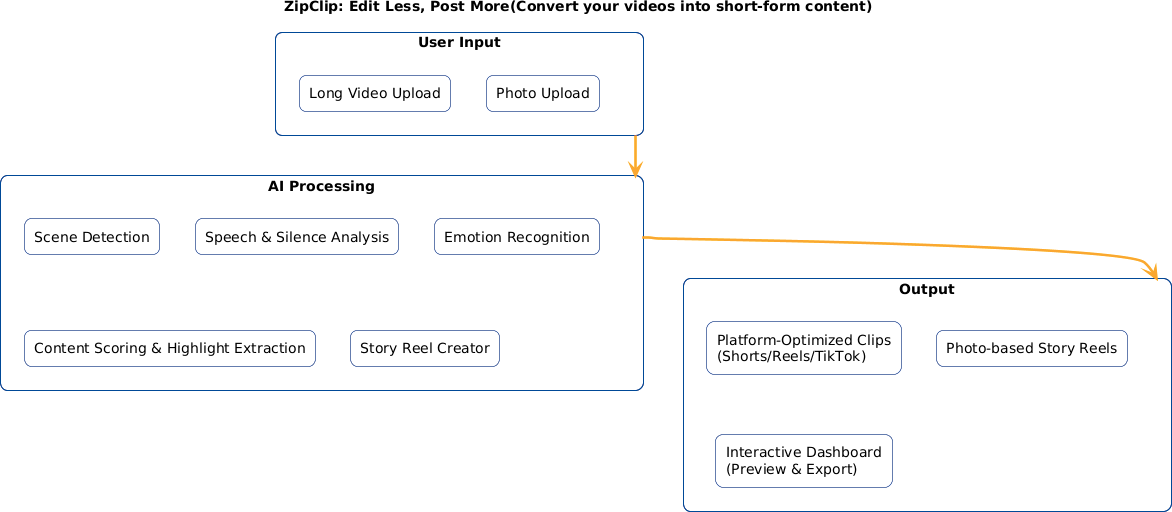 ZipClip: Edit Less, Post More(Convert your videos into short-form content)
User Input
Long Video Upload
Photo Upload
AI Processing
Scene Detection
Speech & Silence Analysis
Emotion Recognition
Content Scoring & Highlight Extraction
Story Reel Creator
Output
Platform-Optimized Clips
(Shorts/Reels/TikTok)
Photo-based Story Reels
Interactive Dashboard
(Preview & Export)